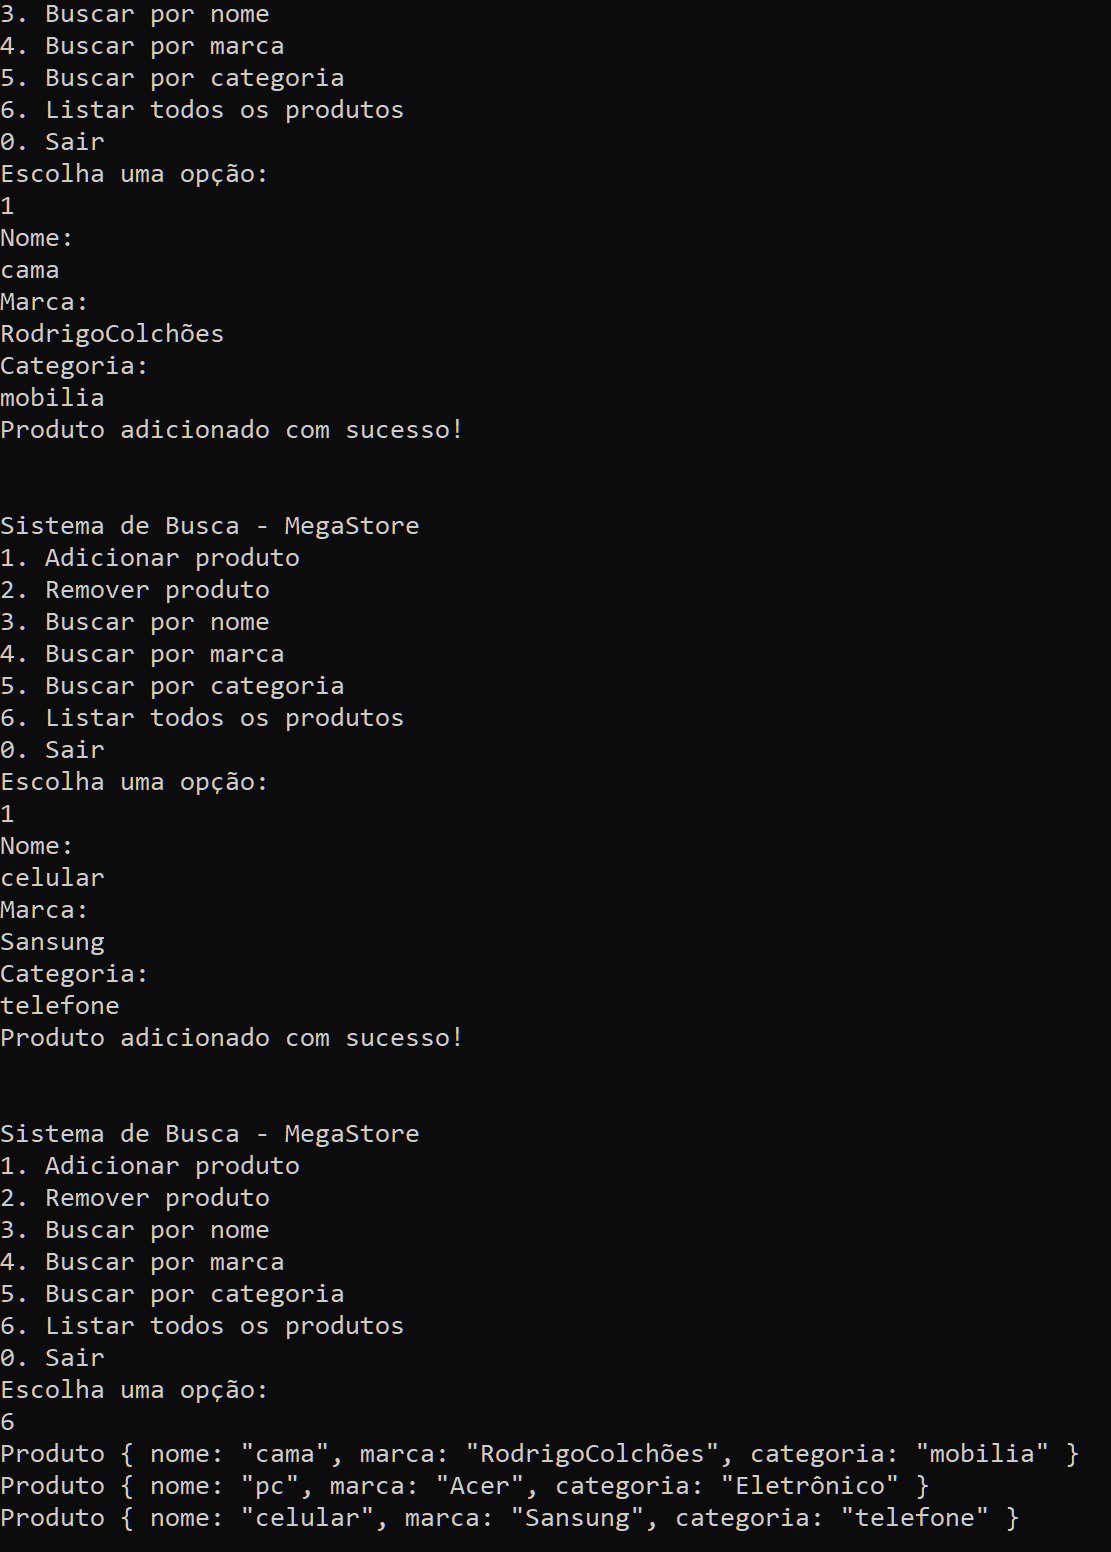 3. Buscar por nome
4. Buscar por marca
5. Buscar por categoria
6. Listar todos os produtos
0. Sair
Escolha uma opção:
1
Nome:
cama
Marca:
RodrigoColchões
Categoria:
mobilia
Produto adicionado com sucesso!
Sistema de Busca - MegaStore
1. Adicionar produto
2. Remover produto
3. Buscar por nome
4. Buscar por marca
5. Buscar por categoria
6. Listar todos os produtos
0. Sair
Escolha uma opção:
1
Nome:
celular
Marca:
Sansung
Categoria:
telefone
Produto adicionado com sucesso!
Sistema de Busca - MegaStore
1. Adicionar produto
2. Remover produto
3. Buscar por nome
4. Buscar por marca
5. Buscar por categoria
6. Listar todos os produtos
0. Sair
Escolha uma opção:
6
Produto { nome: "cama", marca: "RodrigoColchões", categoria: "mobilia" }
Produto { nome: "pc", marca: "Acer", categoria: "Eletrônico" }
Produto { nome: "celular", marca: "Sansung", categoria: "telefone" }